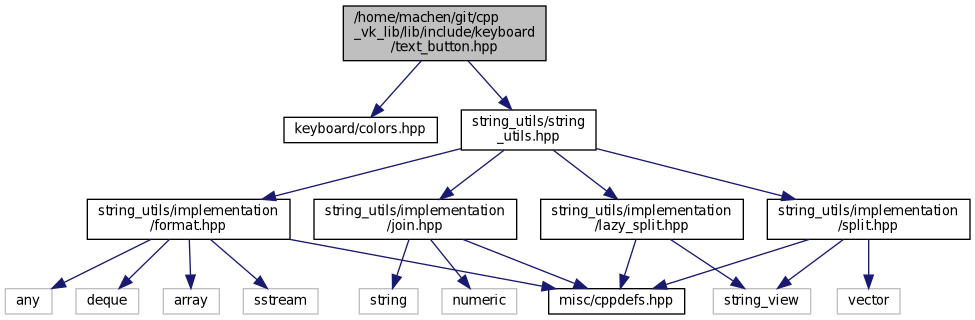 /home/machen/git/cpp
_vk_lib/lib/include/keyboard
/text_button.hpp
keyboard/colors.hpp
string_utils/string
_utils.hpp
string_utils/implementation
/format.hpp
string_utils/implementation
/join.hpp
string_utils/implementation
/lazy_split.hpp
string_utils/implementation
/split.hpp
any
deque
array
sstream
string
numeric
misc/cppdefs.hpp
string_view
vector